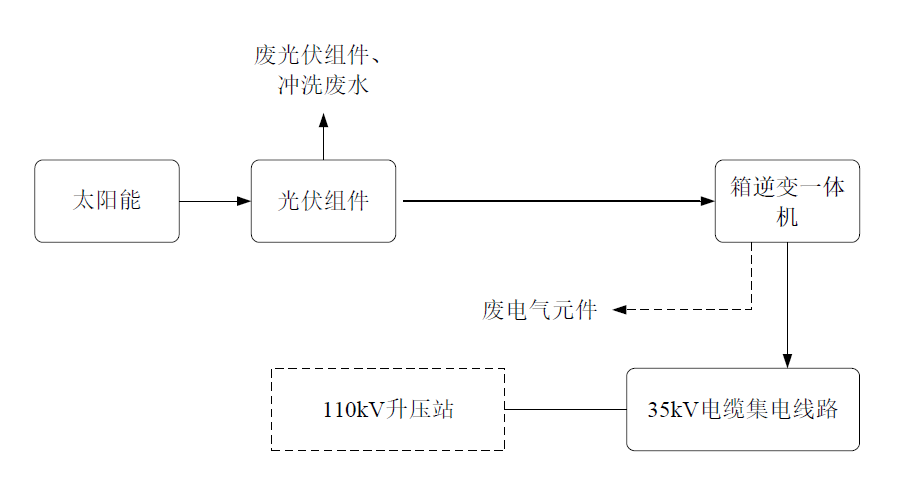 废光伏组件、
冲洗废水
太阳能
光伏组件
箱逆变一体
机
废电气元件
110kV升压站
35kV电缆集电线路